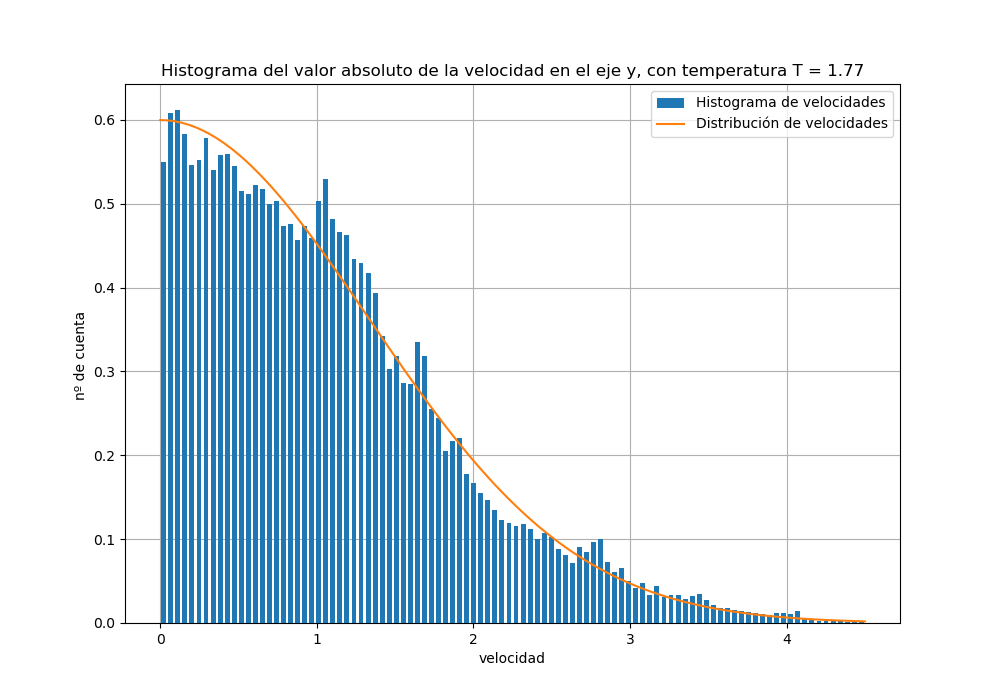 Histograma del valor absoluto de la velocidad en el eje y, con temperatura T = 1.77
Histograma de velocidades
Distribución de velocidades
nº de cuenta
0.6
0.5
0.4
0.3
0.2
0.1
0.0
0 1 2 3 4
velocidad